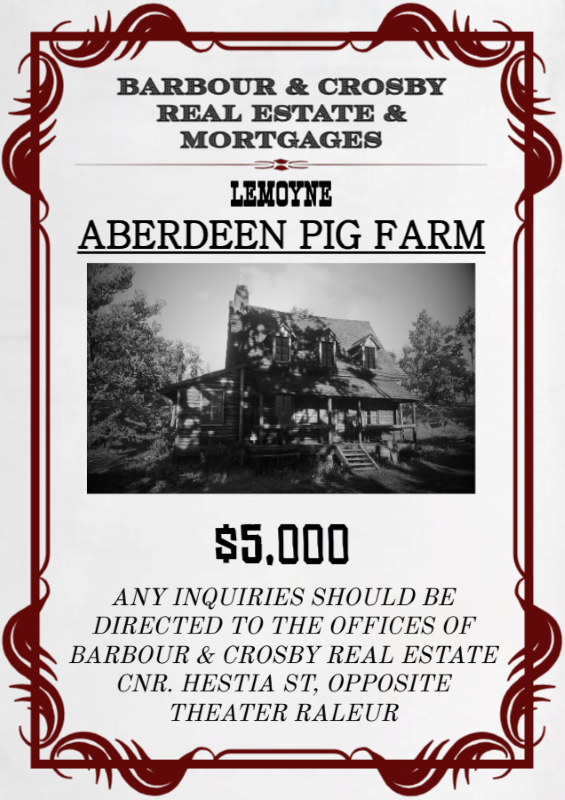 BARBOUR & CROSBY
REAL ESTATE &
MORTGAGES
LEMOYNE
ABERDEEN PIG FARM
$5,000
ANY INQUIRIES SHOULD BE
DIRECTED TO THE OFFICES OF
BARBOUR & CROSBY REAL ESTATE
CNR. HESTIA ST, OPPOSITE
THEATER RALEUR